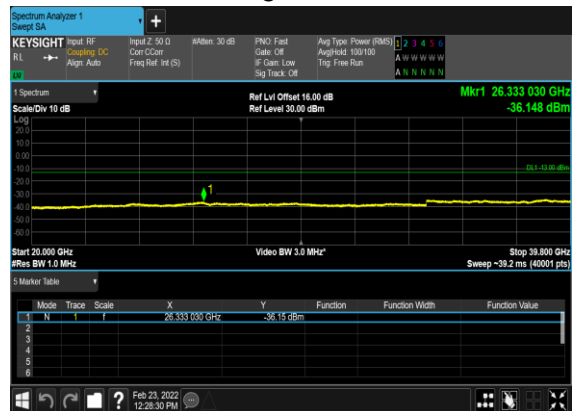 Spectrum Analyzer 1
Swept SA
KEYSIGHT Input: RF Input Z: 50 Ω #Atten: 30 dB PNO: Fast Avg Type: Power (RMS) 1 2 3 4 5 6
RL Coupling: DC Corr CCorr Gate: Off Avg|Hold: 100/100 A W W W W W
Align: Auto Freq Ref: Int (S) IF Gain: Low Trig: Free Run
LXI Sig Track: Off A N N N N N
1 Spectrum Ref Lvl Offset 16.00 dB Mkr1 26.333 030 GHz
Scale/Div 10 dB Ref Level 30.00 dBm -36.148 dBm
Log
20.0
10.0
0.00
-10.0 DL1 -13.00 dBm
-20.0
-30.0 1
-40.0
-50.0
-60.0
Start 20.000 GHz Video BW 3.0 MHz* Stop 39.800 GHz
#Res BW 1.0 MHz Sweep ~39.2 ms (40001 pts)
5 Marker Table
Mode Trace Scale X Y Function Function Width Function Value
1 N 1 f 26.333 030 GHz -36.15 dBm
2
3
4
5
6
? Feb 23, 2022
12:28:30 PM